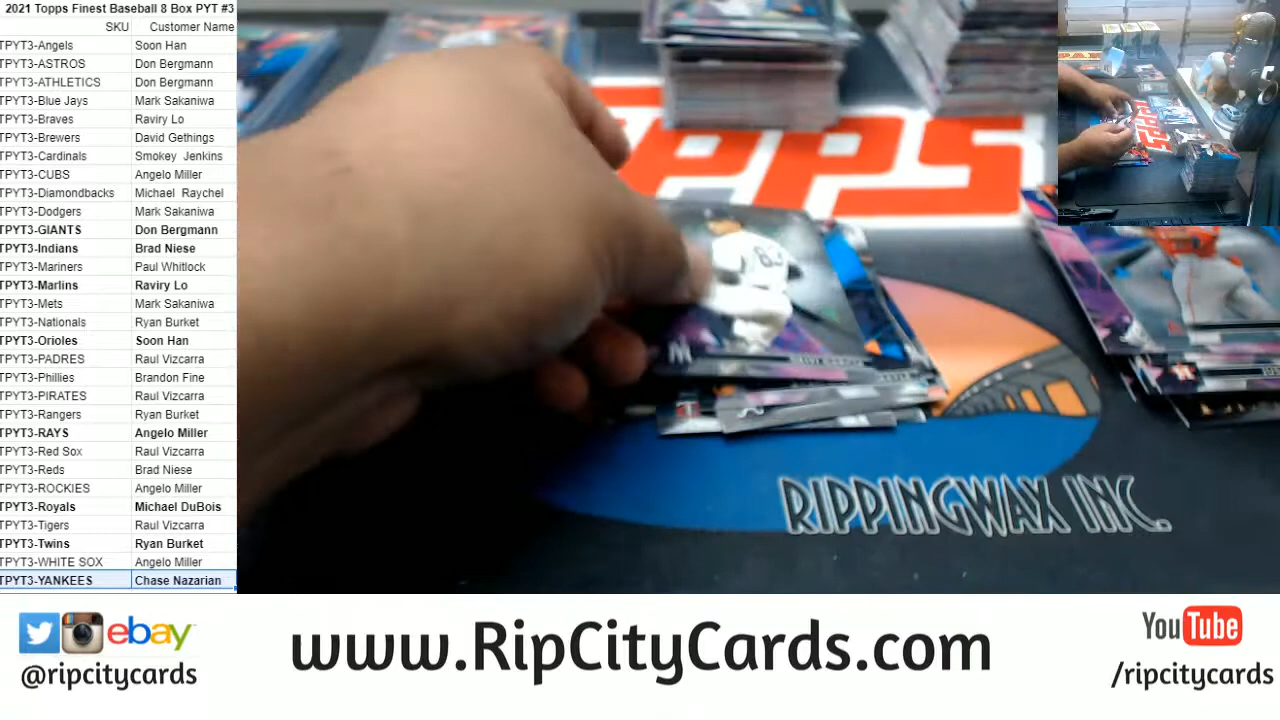 2021 Topps Finest Baseball 8 Box PYT #3
SKU Customer Name
TPYT3-Angels Soon Han
TPYT3-ASTROS Don Bergmann
TPYT3-ATHLETICS Don Bergmann
TPYT3-Blue Jays Mark Sakaniwa
TPYT3-Braves Raviry Lo
TPYT3-Brewers David Gethings
TPYT3-Cardinals Smokey Jenkins
TPYT3-CUBS Angelo Miller
TPYT3-Diamondbacks Michael Raychel
TPYT3-Dodgers Mark Sakaniwa
TPYT3-GIANTS Don Bergmann
TPYT3-Indians Brad Niese
TPYT3-Mariners Paul Whitlock
TPYT3-Marlins Raviry Lo
TPYT3-Mets Mark Sakaniwa
TPYT3-Nationals Ryan Burket
TPYT3-Orioles Soon Han
TPYT3-PADRES Raul Vizcarra
TPYT3-Phillies Brandon Fine
TPYT3-PIRATES Raul Vizcarra
TPYT3-Rangers Ryan Burket
TPYT3-RAYS Angelo Miller
TPYT3-Red Sox Raul Vizcarra
TPYT3-Reds Brad Niese
TPYT3-ROCKIES Angelo Miller
TPYT3-Royals Michael DuBois
TPYT3-Tigers Raul Vizcarra
TPYT3-Twins Ryan Burket
TPYT3-WHITE SOX Angelo Miller
TPYT3-YANKEES Chase Nazarian
RIPPINGWAX INC.
ebay
@ripcitycards
www.RipCityCards.com
YouTube
/ripcitycards